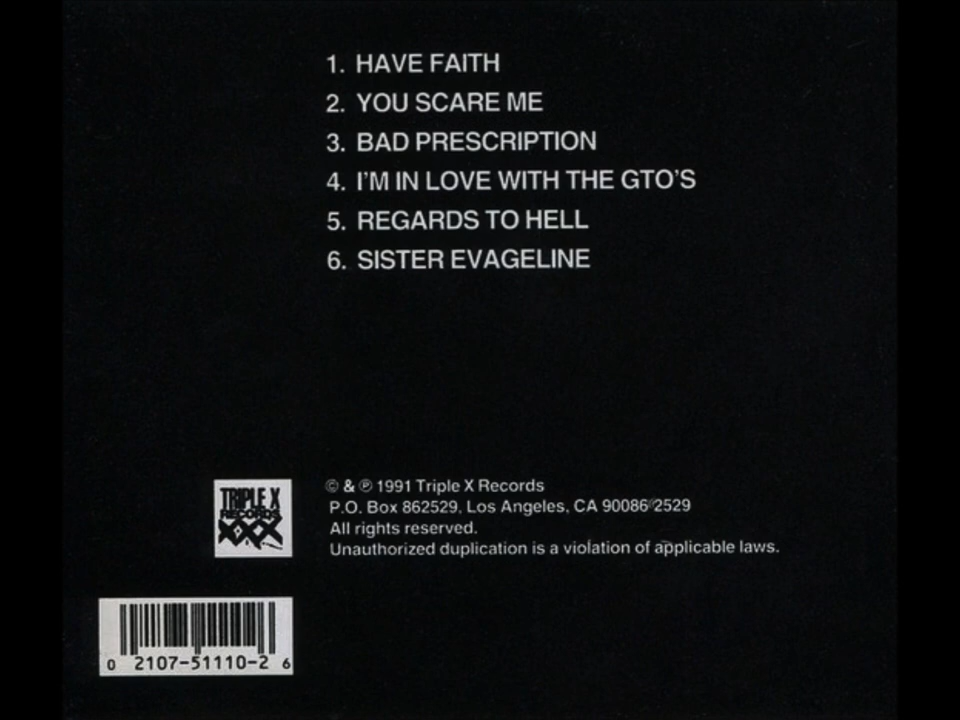 1. HAVE FAITH
2. YOU SCARE ME
3. BAD PRESCRIPTION
4. I'M IN LOVE WITH THE GTO'S
5. REGARDS TO HELL
6. SISTER EVAGELINE
TRIPLE X
RECORDS
XXX
© & ℗ 1991 Triple X Records
P.O. Box 862529, Los Angeles, CA 90086-2529
All rights reserved.
Unauthorized duplication is a violation of applicable laws.
0 2107-51110-2 6